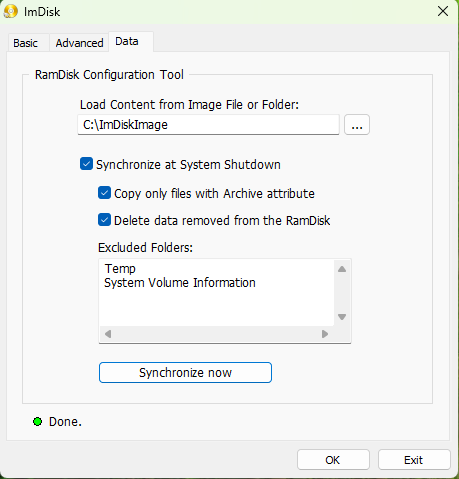 ImDisk
Basic Advanced Data
RamDisk Configuration Tool
Load Content from Image File or Folder:
C:\ImDiskImage ...
Synchronize at System Shutdown
Copy only files with Archive attribute
Delete data removed from the RamDisk
Excluded Folders:
Temp
System Volume Information
Synchronize now
Done.
OK Exit